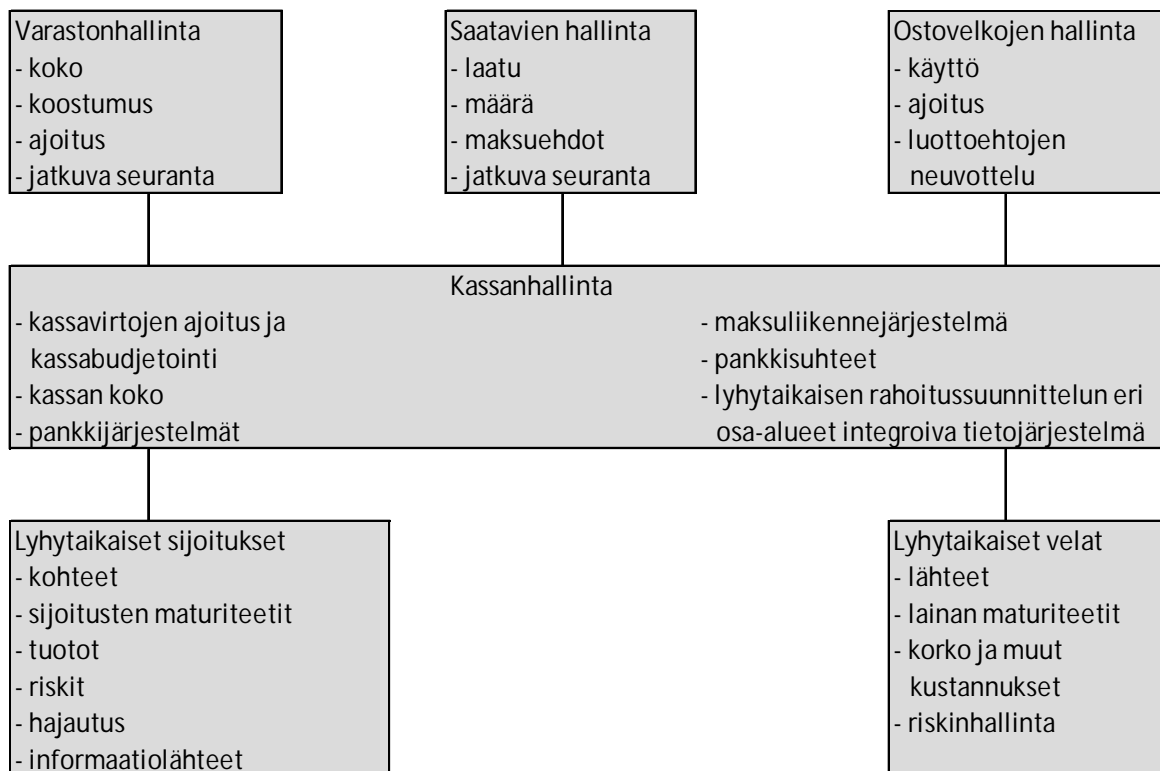 Varastonhallinta
- koko
- koostumus
- ajoitus
- jatkuva seuranta
Saatavien hallinta
- laatu
- määrä
- maksuehdot
- jatkuva seuranta
Ostovelkojen hallinta
- käyttö
- ajoitus
- luottoehtojen
neuvottelu
Kassanhallinta
- kassavirtojen ajoitus ja
kassabudjetointi
- kassan koko
- pankkijärjestelmät
- maksuliikennejärjestelmä
- pankkisuhteet
- lyhytaikaisen rahoitussuunnittelun eri
osa-alueet integroiva tietojärjestelmä
Lyhytaikaiset sijoitukset
- kohteet
- sijoitusten maturiteetit
- tuotot
- riskit
- hajautus
- informaatiolähteet
Lyhytaikaiset velat
- lähteet
- lainan maturiteetit
- korko ja muut
kustannukset
- riskinhallinta